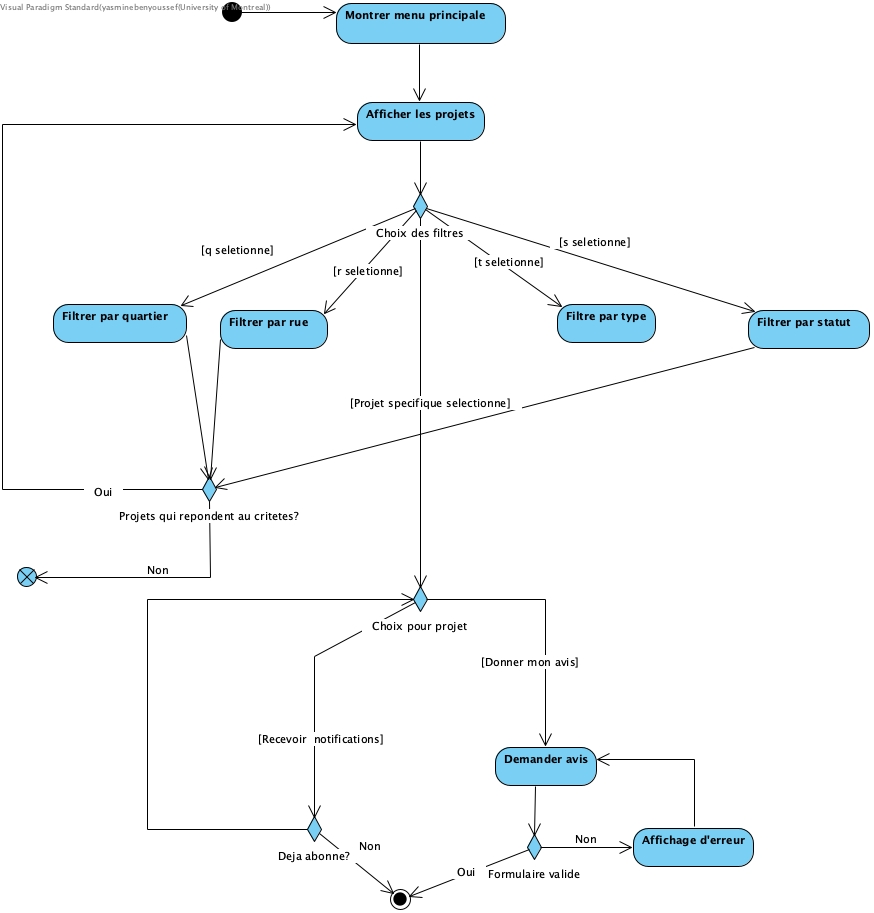 Visual Paradigm Standard(yasminebenyoussef(University of Montreal))
Montrer menu principale
Afficher les projets
Choix des filtres
[q seletionne]
[r seletionne]
[t seletionne]
[s seletionne]
Filtrer par quartier
Filtrer par rue
Filtre par type
Filtrer par statut
[Projet specifique selectionne]
Oui
Projets qui repondent au critetes?
Non
Choix pour projet
[Donner mon avis]
[Recevoir notifications]
Demander avis
Affichage d'erreur
Non
Non
Deja abonne?
Oui
Formulaire valide